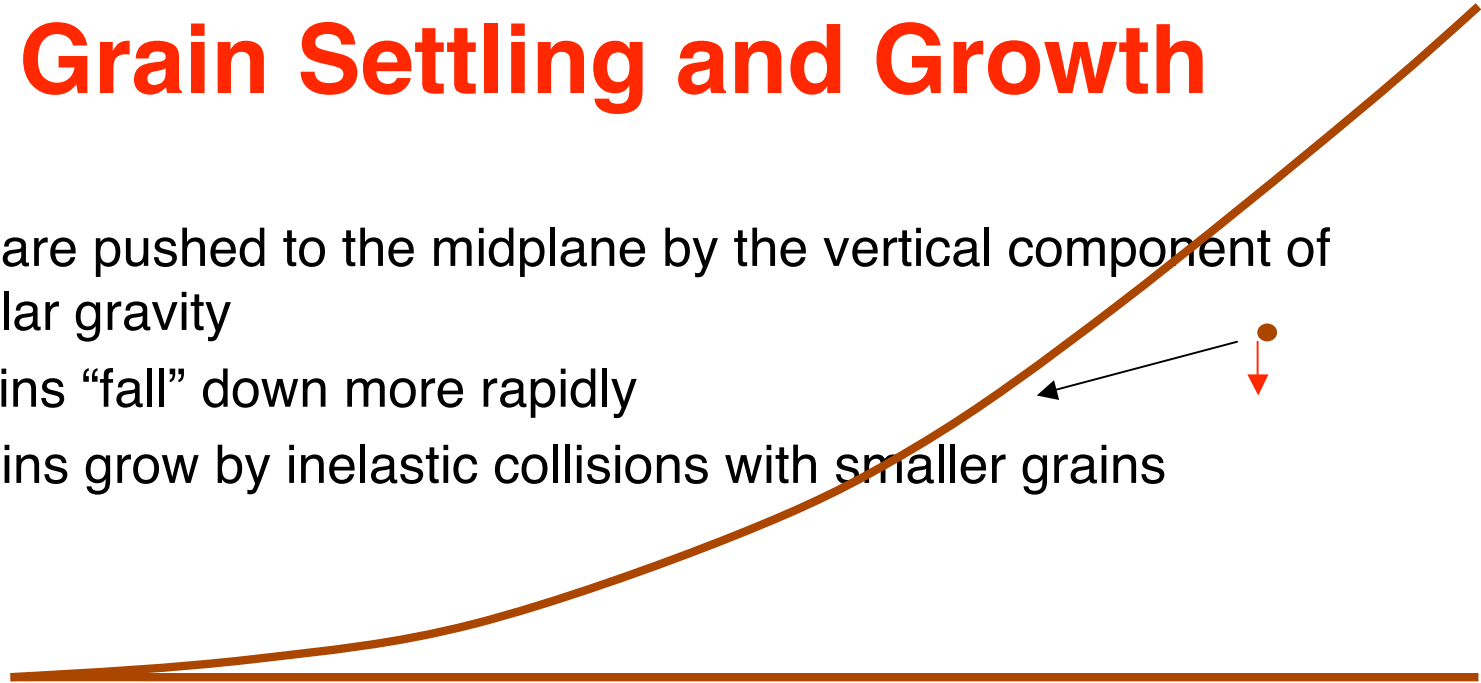 Grain Settling and Growth
are pushed to the midplane by the vertical component of
lar gravity
ins “fall” down more rapidly
ins grow by inelastic collisions with smaller grains